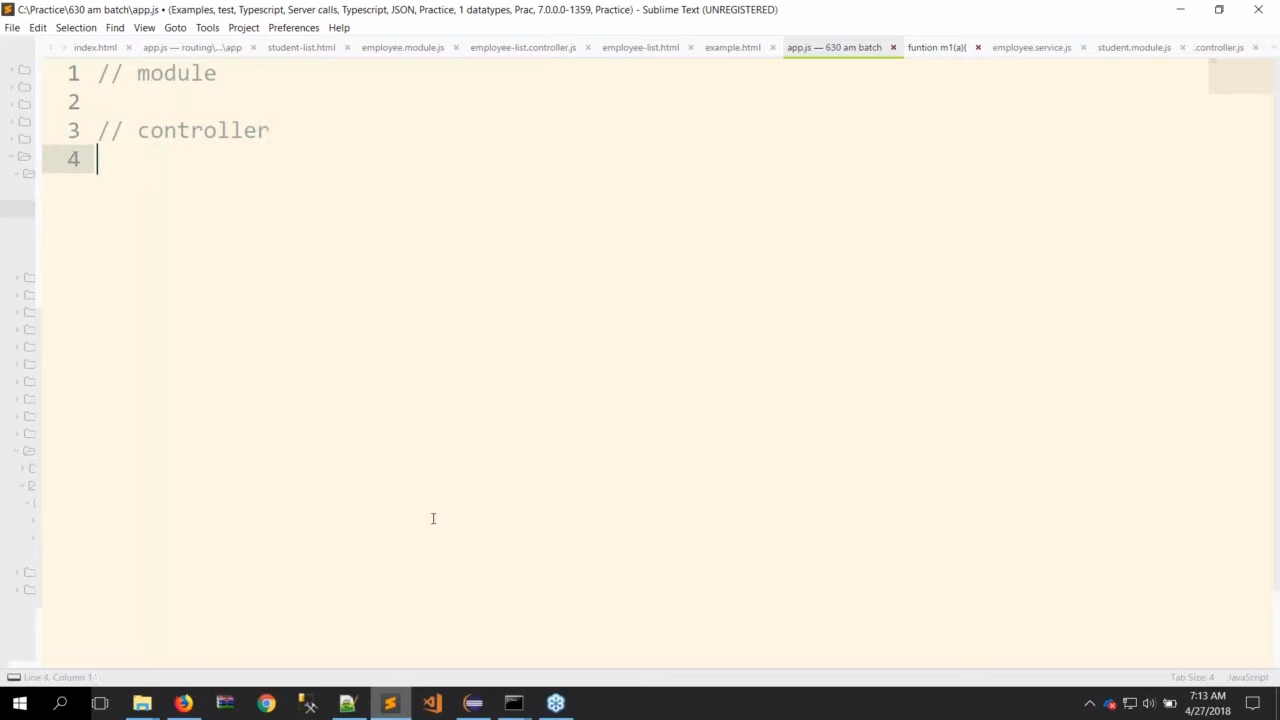 C:\Practice\630 am batch\app.js • (Examples, test, Typescript, Server calls, Typescript, JSON, Practice, 1 datatypes, Prac, 7.0.0.0-1359, Practice) - Sublime Text (UNREGISTERED)
File Edit Selection Find View Goto Tools Project Preferences Help
index.html app.js — routing\...\app student-list.html employee.module.js employee-list.controller.js employee-list.html example.html app.js — 630 am batch funtion m1(a){ employee.service.js student.module.js .controller.js
1 // module
2
3 // controller
4
Line 4, Column 1 Tab Size: 4 JavaScript
7:13 AM
4/27/2018